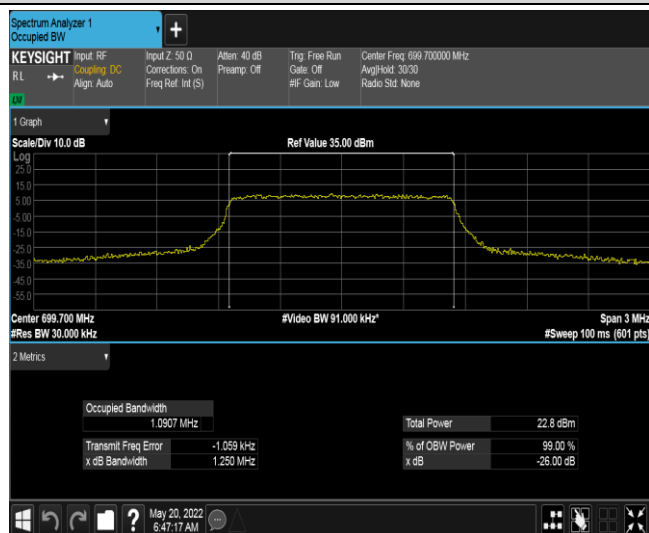 Spectrum Analyzer 1
Occupied BW
+
KEYSIGHT Input: RF Input Z: 50 Ω Atten: 40 dB Trig: Free Run Center Freq: 699.700000 MHz
RL Coupling: DC Corrections: On Preamp: Off Gate: Off Avg|Hold: 30/30
Align: Auto Freq Ref: Int (S) #IF Gain: Low Radio Std: None
LXI
1 Graph
Scale/Div 10.0 dB Ref Value 35.00 dBm
Log
25.0
15.0
5.00
-5.00
-15.0
-25.0
-35.0
-45.0
-55.0
Center 699.700 MHz #Video BW 91.000 kHz* Span 3 MHz
#Res BW 30.000 kHz #Sweep 100 ms (601 pts)
2 Metrics
Occupied Bandwidth
1.0907 MHz Total Power 22.8 dBm
Transmit Freq Error -1.059 kHz % of OBW Power 99.00 %
x dB Bandwidth 1.250 MHz x dB -26.00 dB
? May 20, 2022
6:47:17 AM